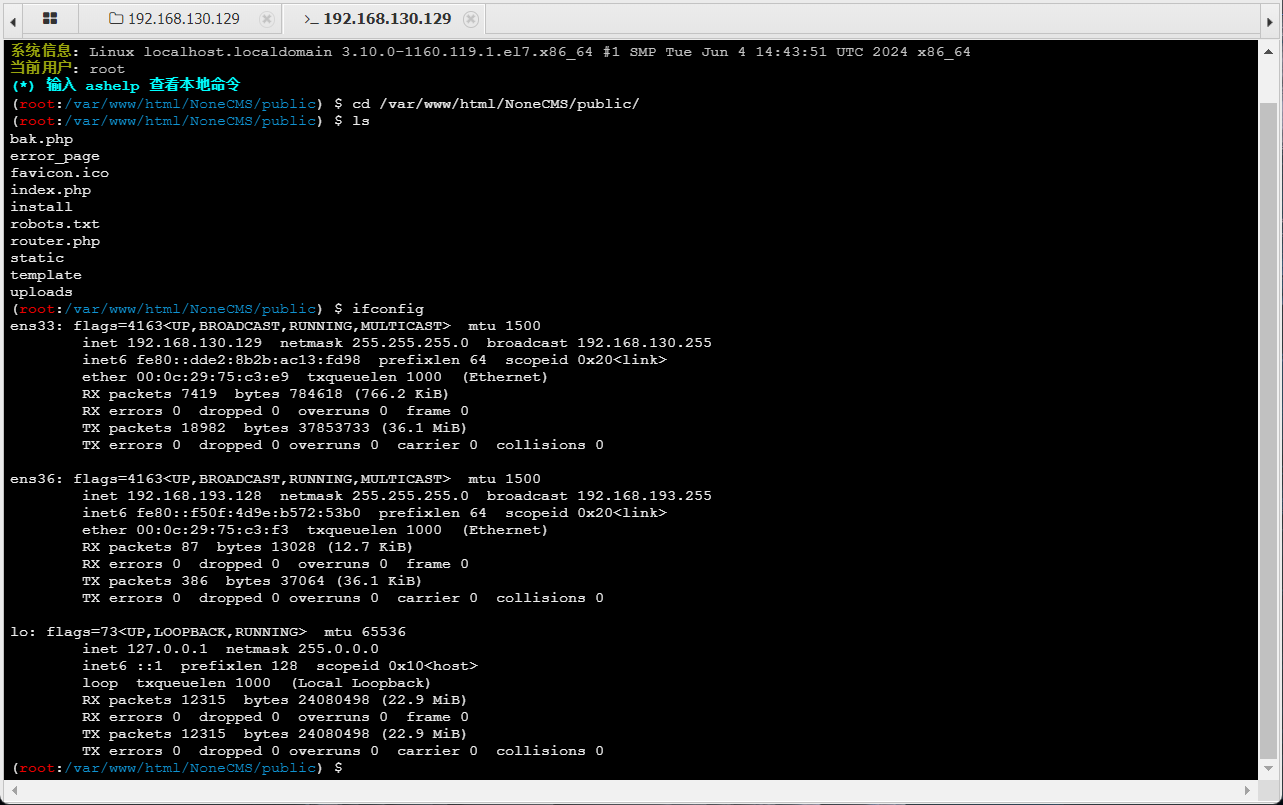 192.168.130.129
>_ 192.168.130.129
系统信息: Linux localhost.localdomain 3.10.0-1160.119.1.el7.x86_64 #1 SMP Tue Jun 4 14:43:51 UTC 2024 x86_64
当前用户: root
(*) 输入 ashelp 查看本地命令
(root:/var/www/html/NoneCMS/public) $ cd /var/www/html/NoneCMS/public/
(root:/var/www/html/NoneCMS/public) $ ls
bak.php
error_page
favicon.ico
index.php
install
robots.txt
router.php
static
template
uploads
(root:/var/www/html/NoneCMS/public) $ ifconfig
ens33: flags=4163<UP,BROADCAST,RUNNING,MULTICAST>  mtu 1500
        inet 192.168.130.129  netmask 255.255.255.0  broadcast 192.168.130.255
        inet6 fe80::dde2:8b2b:ac13:fd98  prefixlen 64  scopeid 0x20<link>
        ether 00:0c:29:75:c3:e9  txqueuelen 1000  (Ethernet)
        RX packets 7419  bytes 784618 (766.2 KiB)
        RX errors 0  dropped 0  overruns 0  frame 0
        TX packets 18982  bytes 37853733 (36.1 MiB)
        TX errors 0  dropped 0 overruns 0  carrier 0  collisions 0
ens36: flags=4163<UP,BROADCAST,RUNNING,MULTICAST>  mtu 1500
        inet 192.168.193.128  netmask 255.255.255.0  broadcast 192.168.193.255
        inet6 fe80::f50f:4d9e:b572:53b0  prefixlen 64  scopeid 0x20<link>
        ether 00:0c:29:75:c3:f3  txqueuelen 1000  (Ethernet)
        RX packets 87  bytes 13028 (12.7 KiB)
        RX errors 0  dropped 0  overruns 0  frame 0
        TX packets 386  bytes 37064 (36.1 KiB)
        TX errors 0  dropped 0 overruns 0  carrier 0  collisions 0
lo: flags=73<UP,LOOPBACK,RUNNING>  mtu 65536
        inet 127.0.0.1  netmask 255.0.0.0
        inet6 ::1  prefixlen 128  scopeid 0x10<host>
        loop  txqueuelen 1000  (Local Loopback)
        RX packets 12315  bytes 24080498 (22.9 MiB)
        RX errors 0  dropped 0  overruns 0  frame 0
        TX packets 12315  bytes 24080498 (22.9 MiB)
        TX errors 0  dropped 0 overruns 0  carrier 0  collisions 0
(root:/var/www/html/NoneCMS/public) $